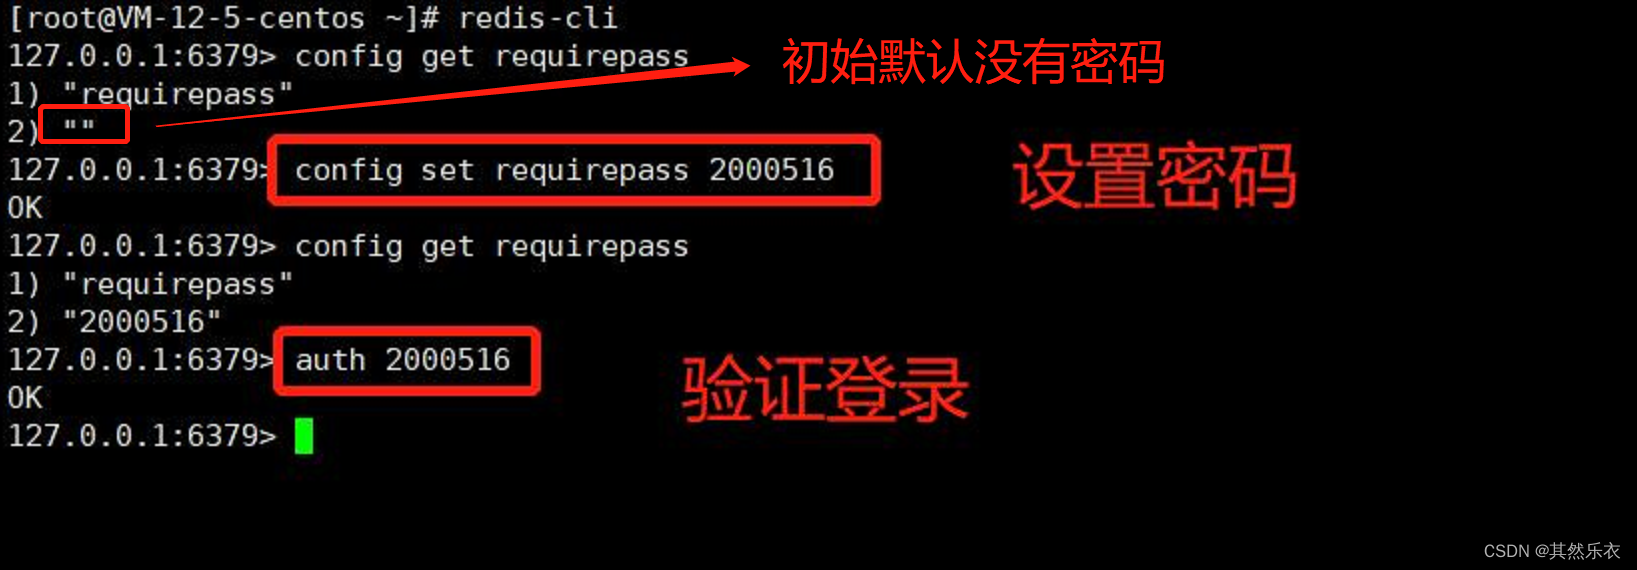 [root@VM-12-5-centos ~]# redis-cli
127.0.0.1:6379> config get requirepass
初始默认没有密码
1) "requirepass"
2) ""
127.0.0.1:6379> config set requirepass 2000516
设置密码
OK
127.0.0.1:6379> config get requirepass
1) "requirepass"
2) "2000516"
127.0.0.1:6379> auth 2000516
验证登录
OK
127.0.0.1:6379>
CSDN @其然乐衣